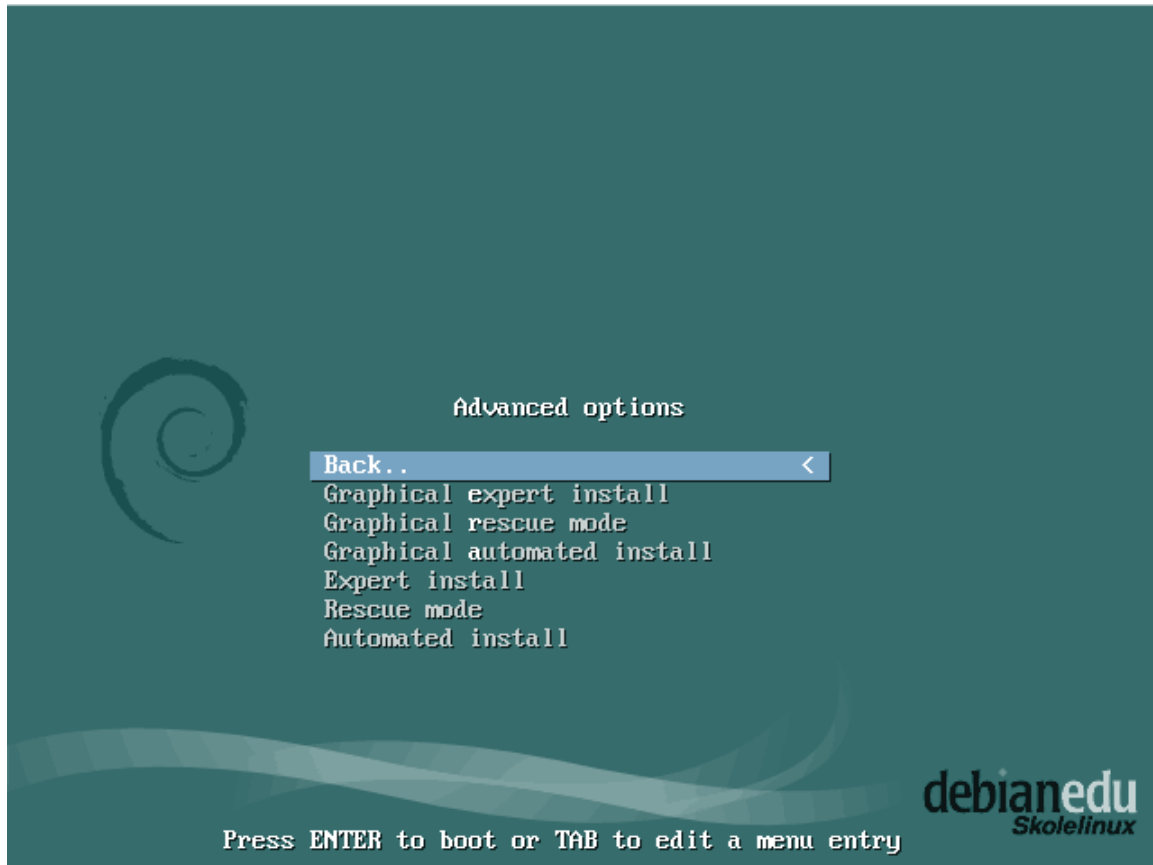 Advanced options
Back.. <
Graphical expert install
Graphical rescue mode
Graphical automated install
Expert install
Rescue mode
Automated install
debianedu
Skolelinux
Press ENTER to boot or TAB to edit a menu entry